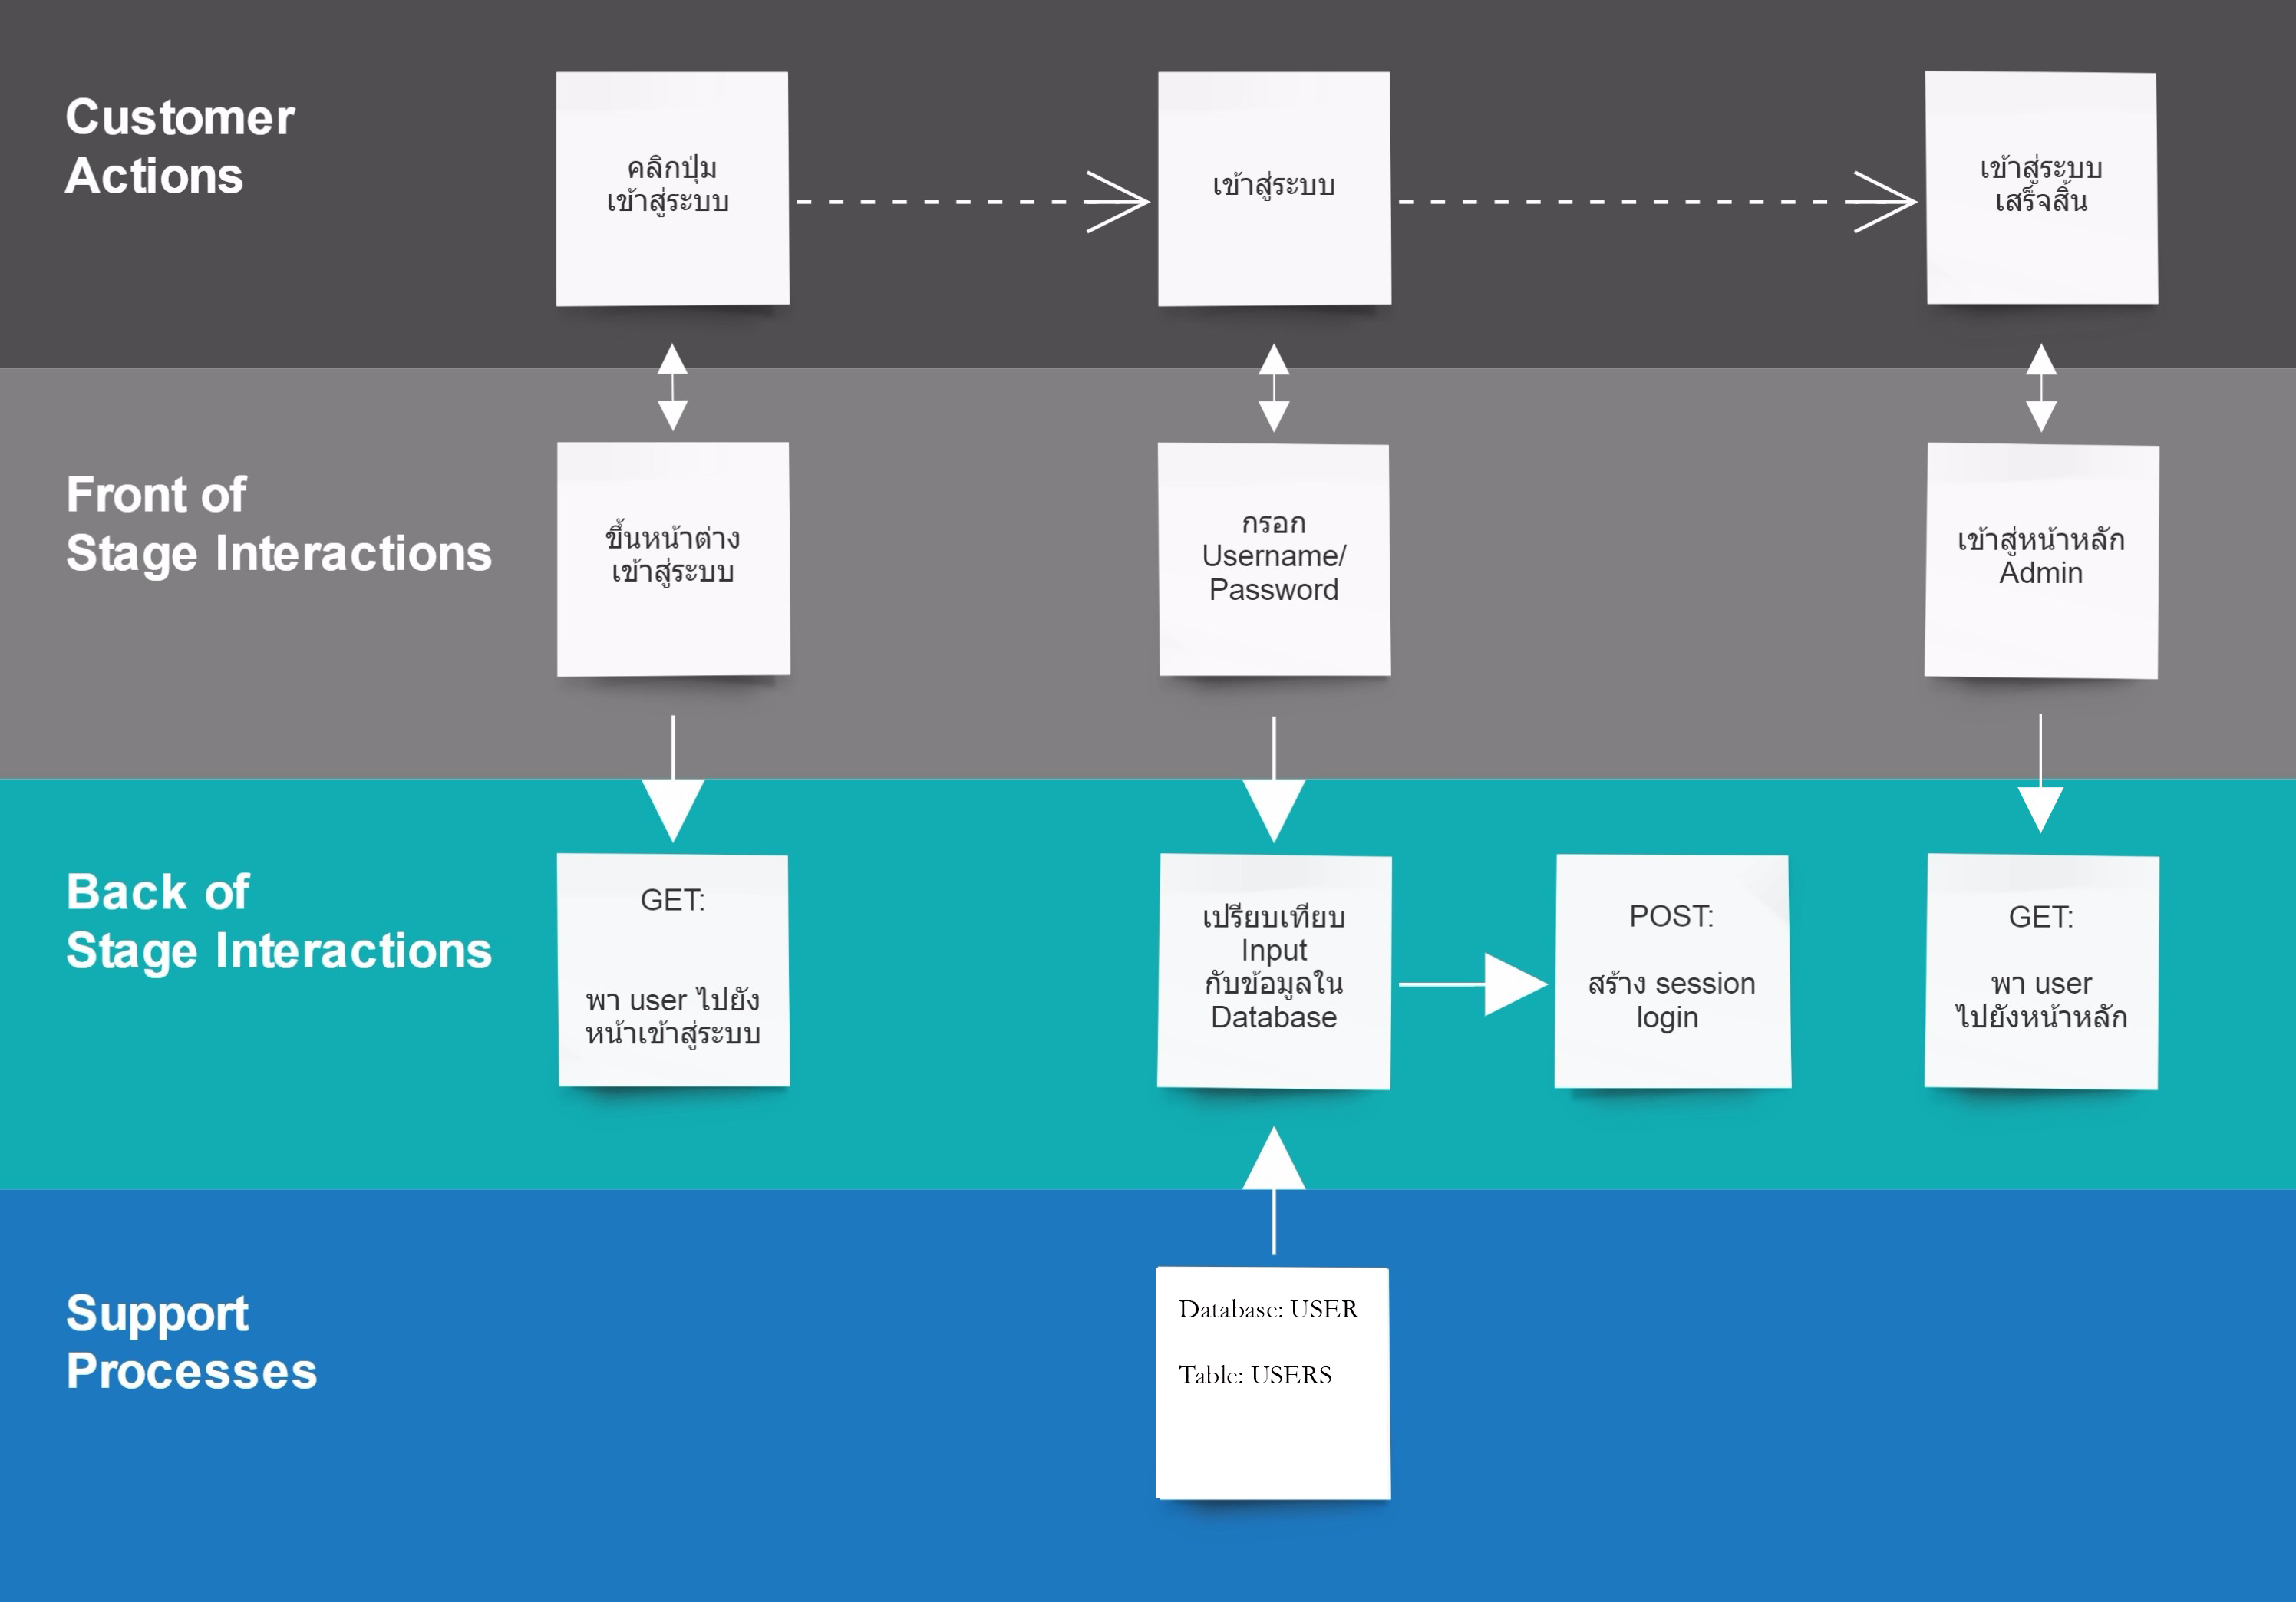 Customer
Actions
คลิกปุ่ม
เข้าสู่ระบบ
เข้าสู่ระบบ
เข้าสู่ระบบ
เสร็จสิ้น
Front of
Stage Interactions
ขึ้นหน้าต่าง
เข้าสู่ระบบ
กรอก
Username/
Password
เข้าสู่หน้าหลัก
Admin
Back of
Stage Interactions
GET:
พา user ไปยัง
หน้าเข้าสู่ระบบ
เปรียบเทียบ
Input
กับข้อมูลใน
Database
POST:
สร้าง session
login
GET:
พา user
ไปยังหน้าหลัก
Support
Processes
Database: USER
Table: USERS